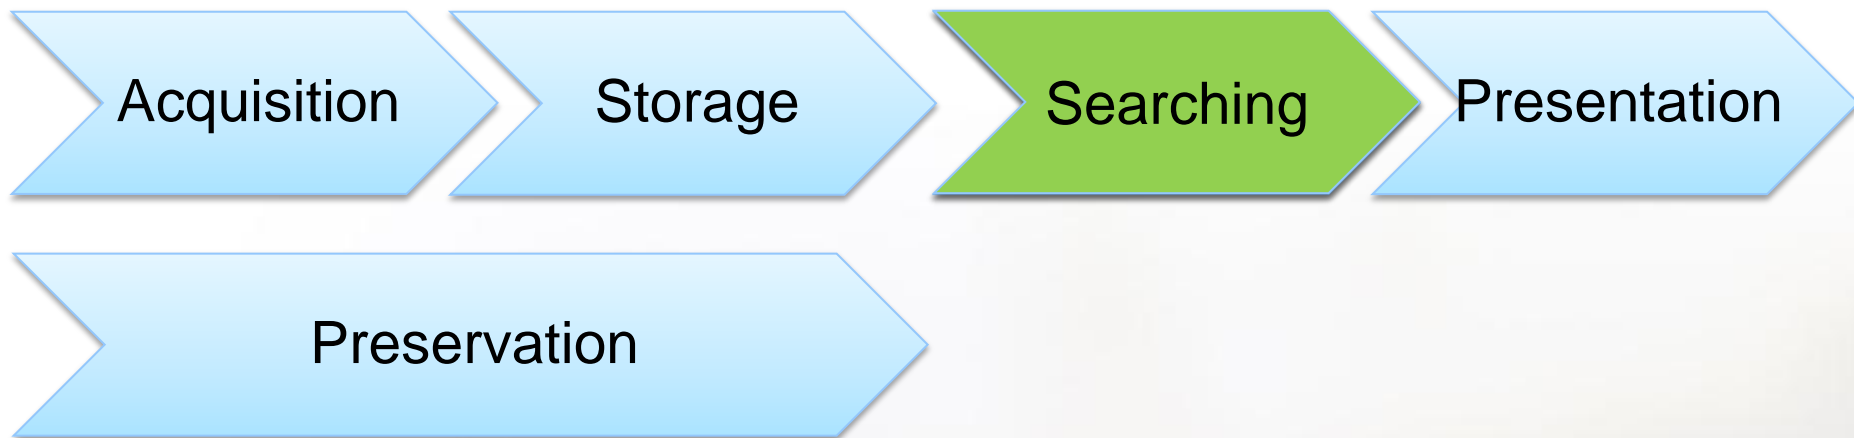 Acquisition
Storage
Searching
Presentation
Preservation